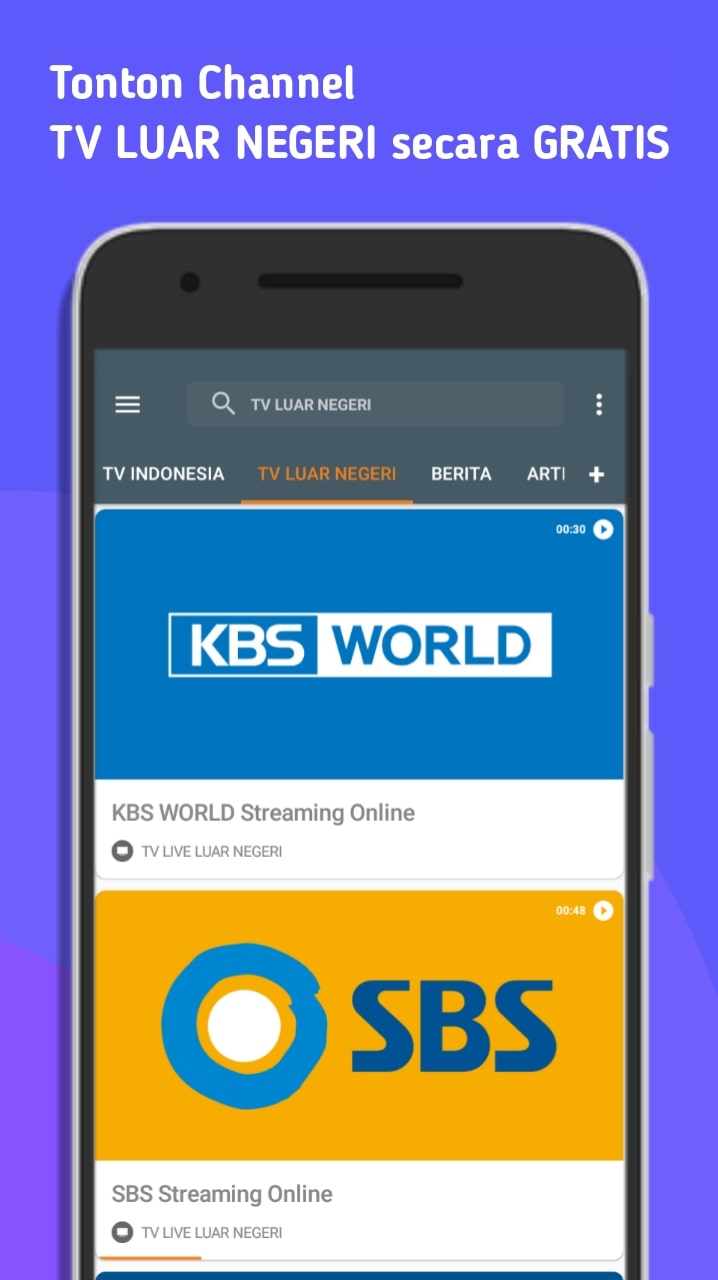 Tonton Channel
TV LUAR NEGERI secara GRATIS
TV LUAR NEGERI
TV INDONESIA TV LUAR NEGERI BERITA ARTI +
00:30
KBS WORLD
KBS WORLD Streaming Online
TV LIVE LUAR NEGERI
00:48
SBS
SBS Streaming Online
TV LIVE LUAR NEGERI